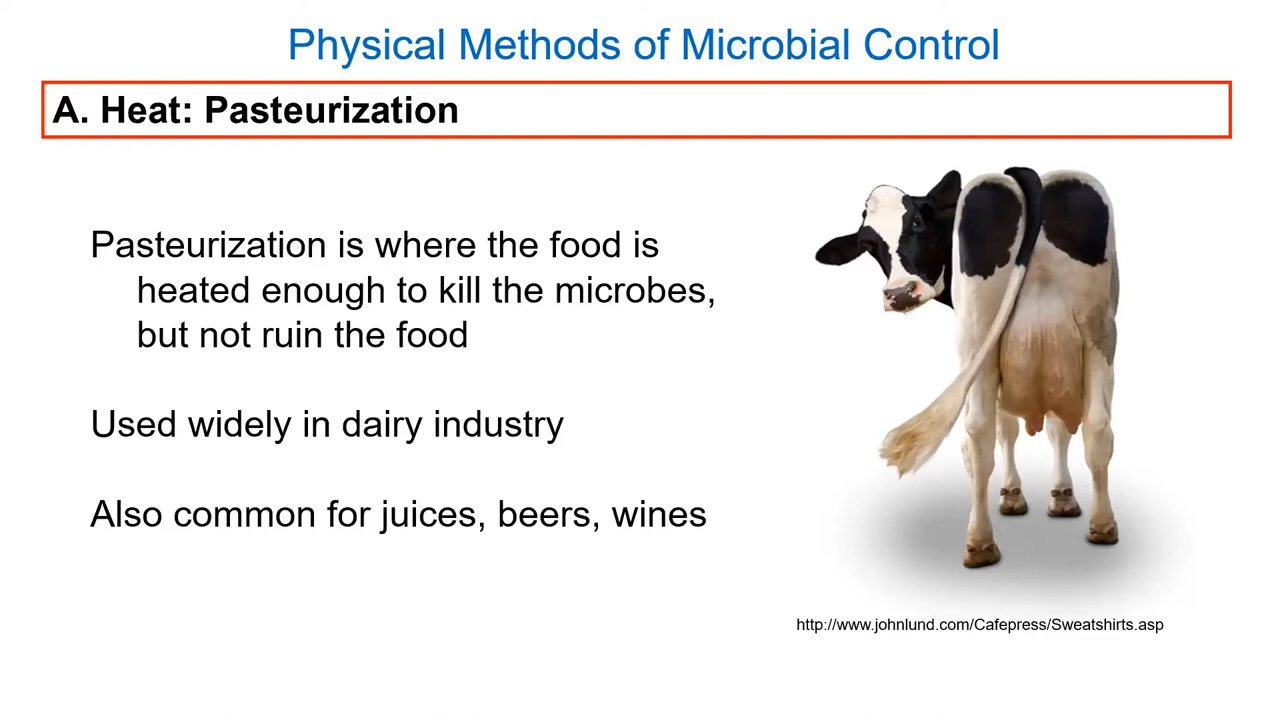 Physical Methods of Microbial Control
A. Heat: Pasteurization
Pasteurization is where the food is
heated enough to kill the microbes,
but not ruin the food
Used widely in dairy industry
Also common for juices, beers, wines
http://www.johnlund.com/Cafepress/Sweatshirts.asp